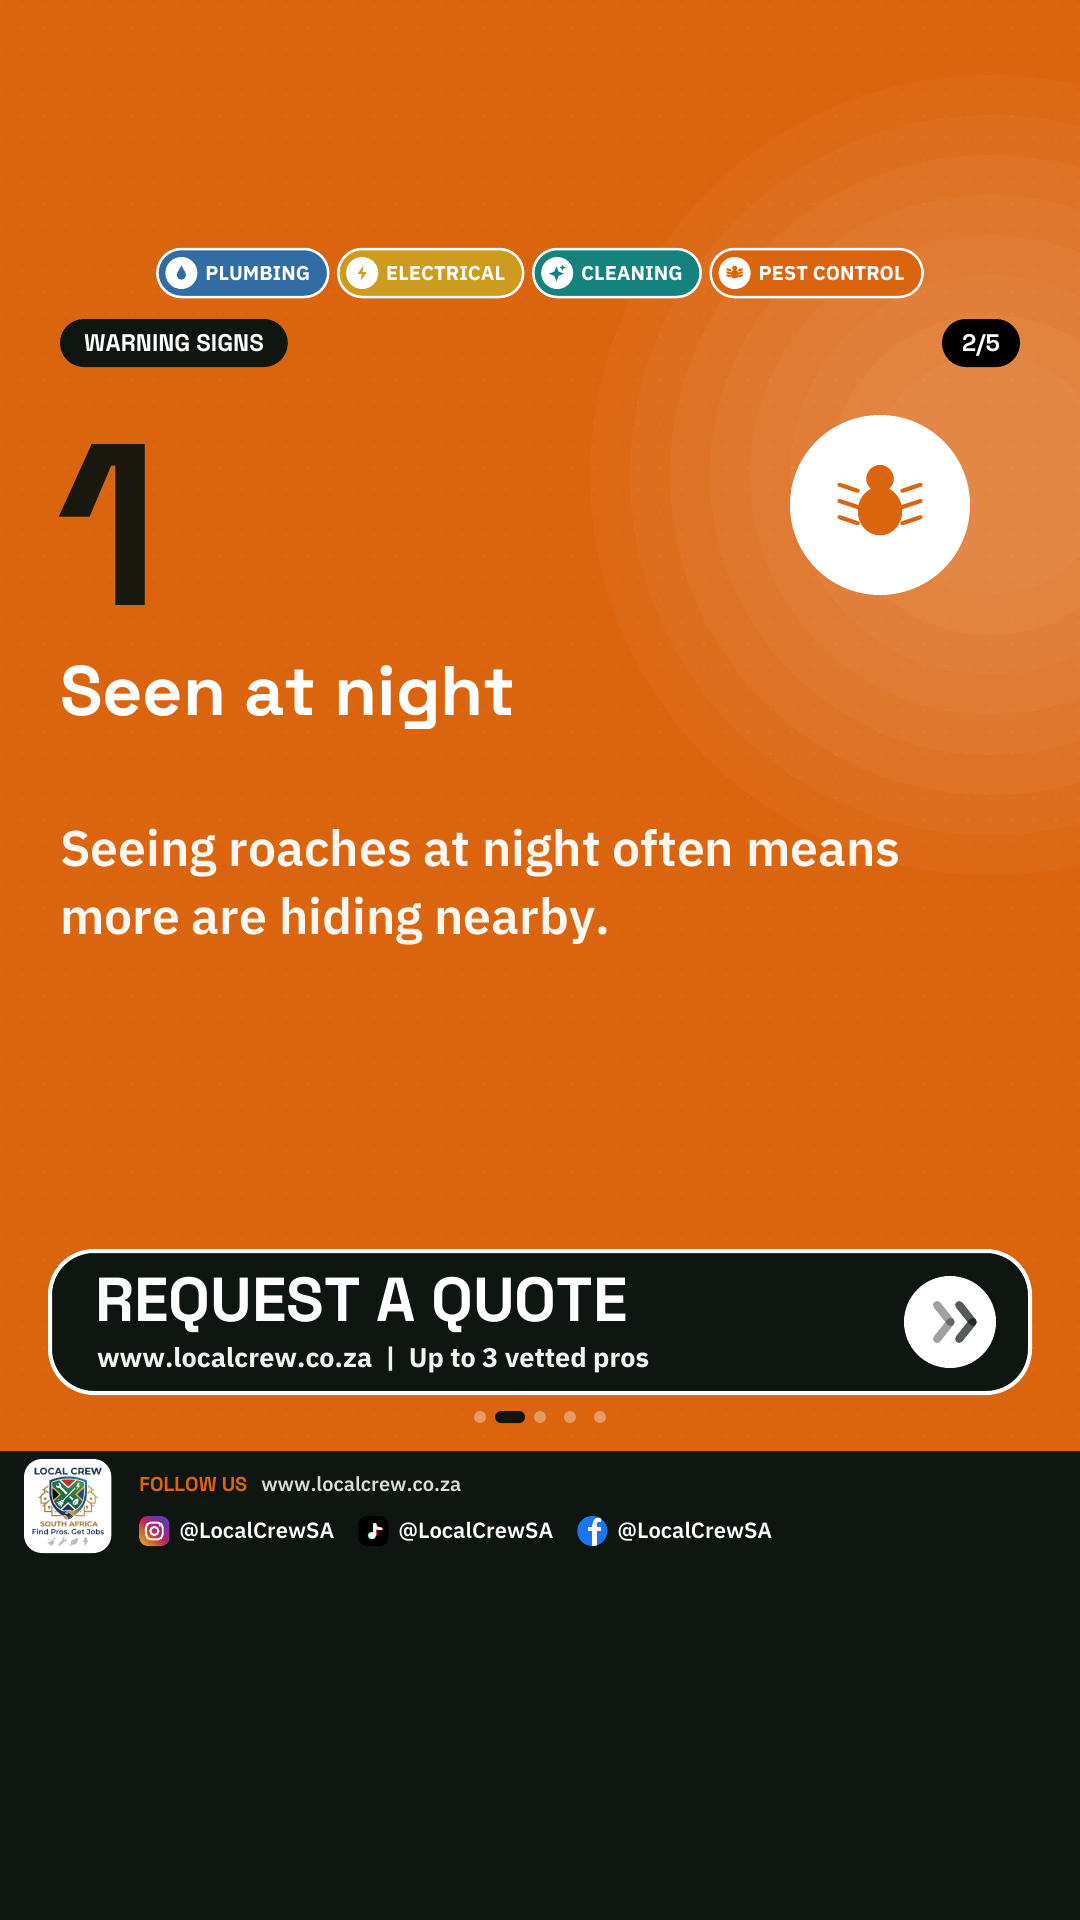 PLUMBING
ELECTRICAL
CLEANING
PEST CONTROL
WARNING SIGNS
2/5
1
Seen at night
Seeing roaches at night often means
more are hiding nearby.
REQUEST A QUOTE
www.localcrew.co.za | Up to 3 vetted pros
LOCAL CREW
SOUTH AFRICA
Find Pros. Get Jobs
FOLLOW US www.localcrew.co.za
@LocalCrewSA @LocalCrewSA @LocalCrewSA